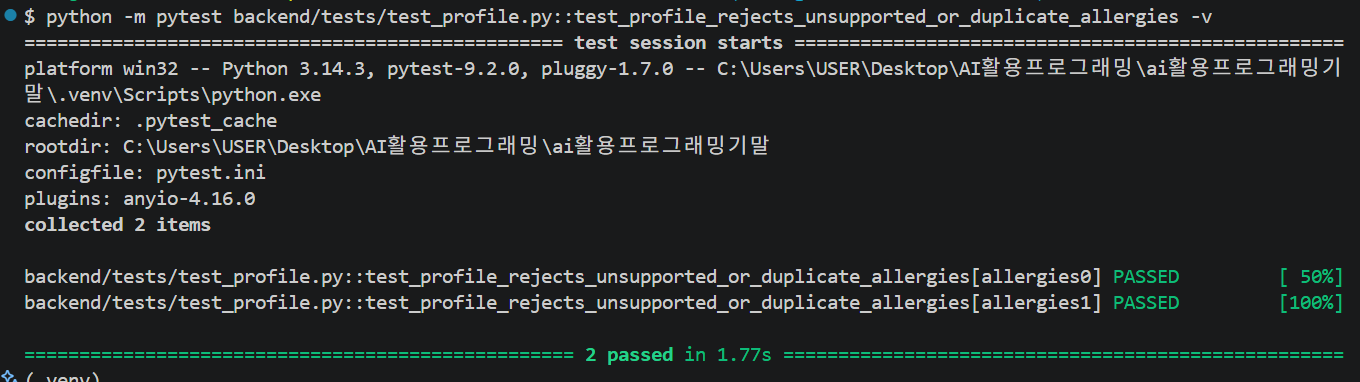 $ python -m pytest backend/tests/test_profile.py::test_profile_rejects_unsupported_or_duplicate_allergies -v
================================================= test session starts ==================================================
platform win32 -- Python 3.14.3, pytest-9.2.0, pluggy-1.7.0 -- C:\Users\USER\Desktop\AI활용프로그래밍\ai활용프로그래밍기
말\.venv\Scripts\python.exe
cachedir: .pytest_cache
rootdir: C:\Users\USER\Desktop\AI활용프로그래밍\ai활용프로그래밍기말
configfile: pytest.ini
plugins: anyio-4.16.0
collected 2 items
backend/tests/test_profile.py::test_profile_rejects_unsupported_or_duplicate_allergies[allergies0] PASSED         [ 50%]
backend/tests/test_profile.py::test_profile_rejects_unsupported_or_duplicate_allergies[allergies1] PASSED         [100%]
================================================== 2 passed in 1.77s ===================================================
(.venv)